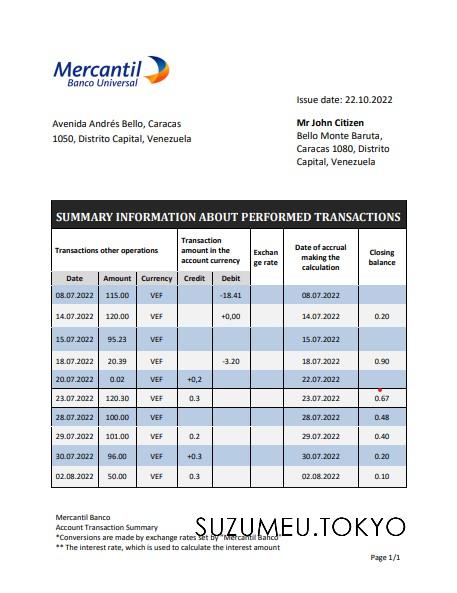 Mercantil
Banco Universal
Issue date: 22.10.2022
Avenida Andrés Bello, Caracas
1050, Distrito Capital, Venezuela
Mr John Citizen
Bello Monte Baruta,
Caracas 1080, Distrito
Capital, Venezuela
SUMMARY INFORMATION ABOUT PERFORMED TRANSACTIONS
Transactions other operations
Transaction
amount in the
account currency
Exchan
ge rate
Date of accrual
making the
calculation
Closing
balance
Date Amount Currency Credit Debit
08.07.2022 115.00 VEF -18.41 08.07.2022
14.07.2022 120.00 VEF +0,00 14.07.2022 0.20
15.07.2022 95.23 VEF 15.07.2022
18.07.2022 20.39 VEF -3.20 18.07.2022 0.90
20.07.2022 0.02 VEF +0,2 22.07.2022
23.07.2022 120.30 VEF 0.3 23.07.2022 0.67
28.07.2022 100.00 VEF 28.07.2022 0.48
29.07.2022 101.00 VEF 0.2 29.07.2022 0.40
30.07.2022 96.00 VEF +0.3 30.07.2022 0.20
02.08.2022 50.00 VEF 0.3 02.08.2022 0.10
Mercantil Banco
Account Transaction Summary
SUZUMEU.TOKYO
*Conversions are made by exchange rates set by "Mercantil Banco"
** The interest rate, which is used to calculate the interest amount
Page 1/1